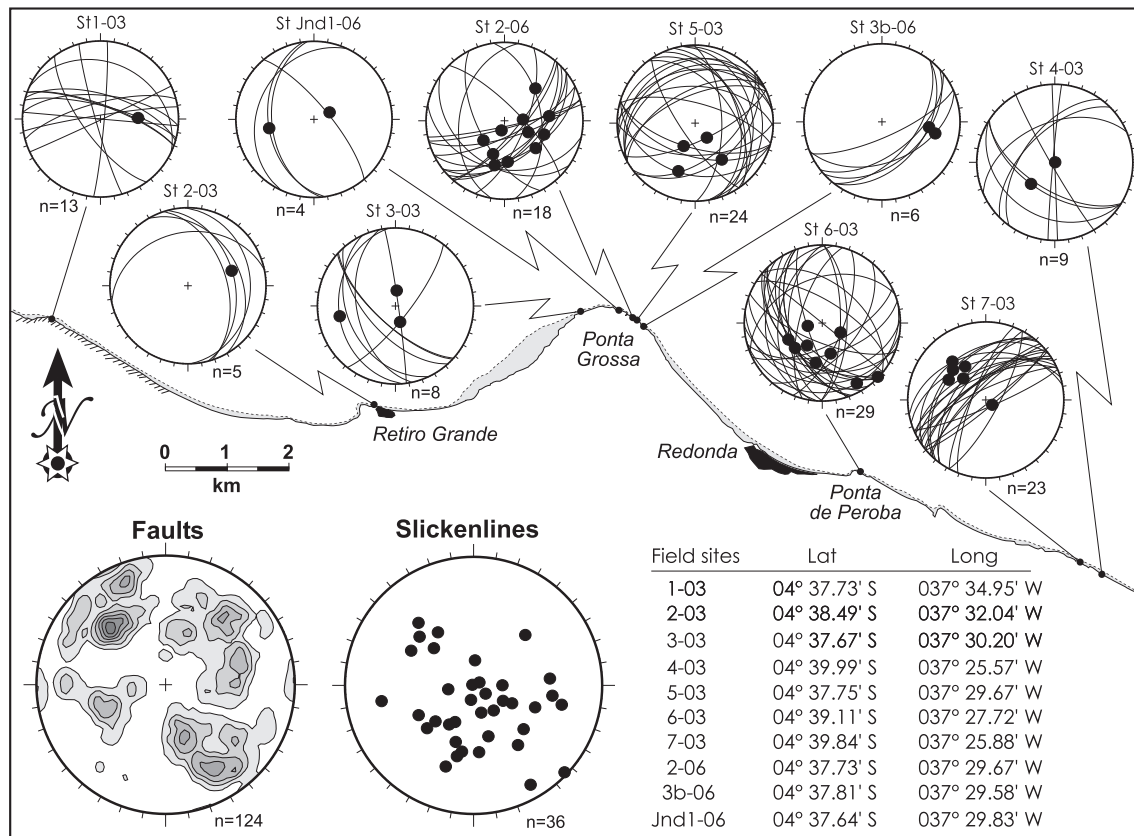 St1-03
n=13
St Jnd1-06
n=4
St 2-06
n=18
St 5-03
n=24
St 3b-06
n=6
St 4-03
n=9
St 2-03
n=5
St 3-03
n=8
St 6-03
n=29
St 7-03
n=23
Ponta
Grossa
Retiro Grande
Redonda
Ponta
de Peroba
N
0 1 2
km
Faults
n=124
Slickenlines
n=36
Field sites Lat Long
1-03 04° 37.73' S 037° 34.95' W
2-03 04° 38.49' S 037° 32.04' W
3-03 04° 37.67' S 037° 30.20' W
4-03 04° 39.99' S 037° 25.57' W
5-03 04° 37.75' S 037° 29.67' W
6-03 04° 39.11' S 037° 27.72' W
7-03 04° 39.84' S 037° 25.88' W
2-06 04° 37.73' S 037° 29.67' W
3b-06 04° 37.81' S 037° 29.58' W
Jnd1-06 04° 37.64' S 037° 29.83' W